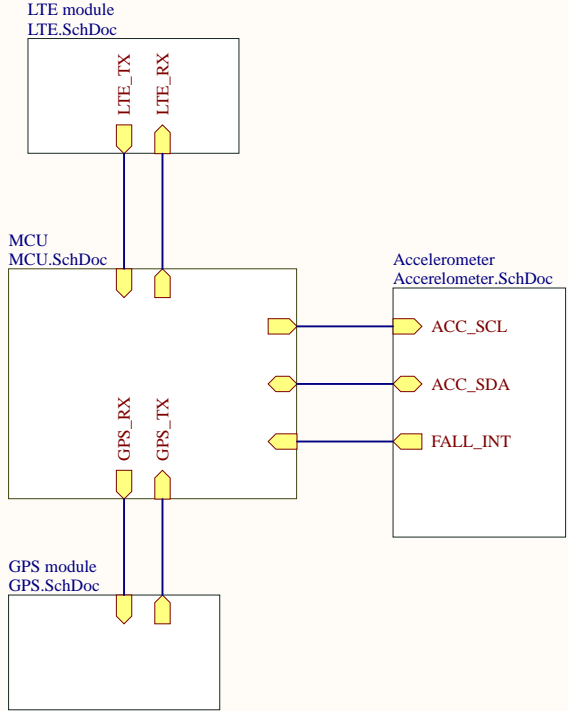 LTE module
LTE.SchDoc
LTE_TX
LTE_RX
MCU
MCU.SchDoc
Accelerometer
Accerelometer.SchDoc
ACC_SCL
ACC_SDA
FALL_INT
GPS_RX
GPS_TX
GPS module
GPS.SchDoc